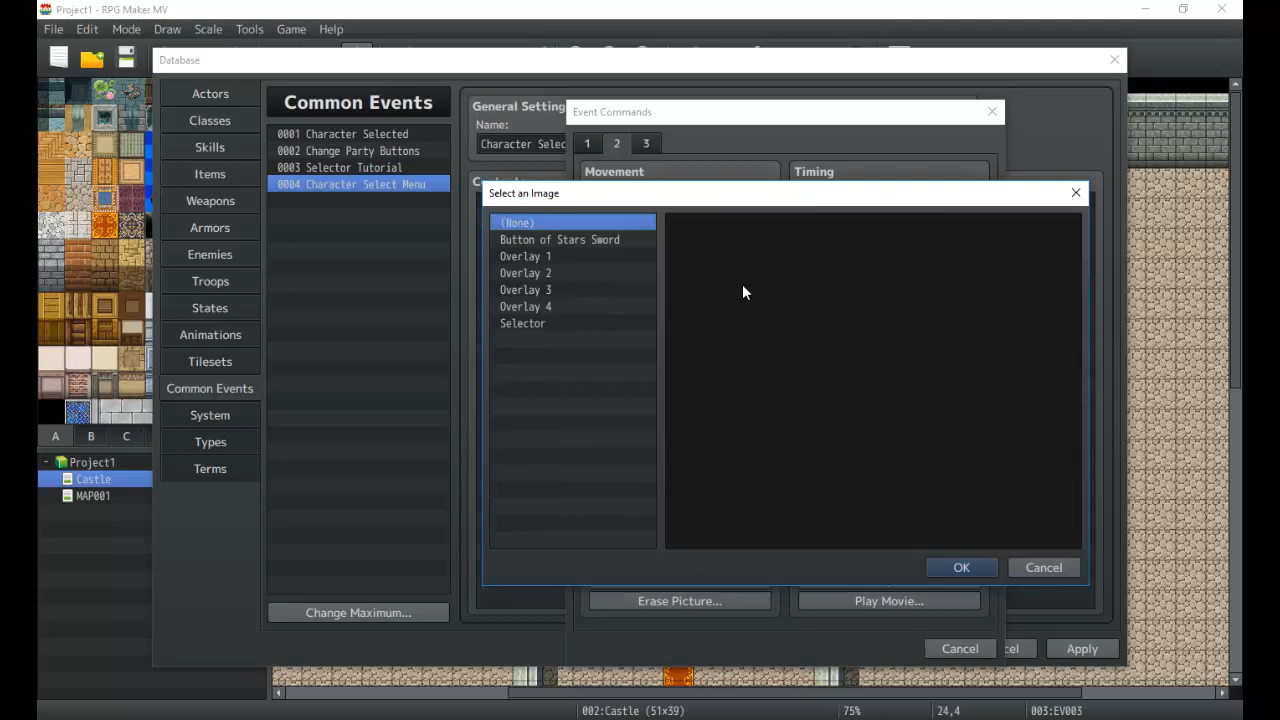 Project1 - RPG Maker MV
File Edit Mode Draw Scale Tools Game Help
Database
Actors
Classes
Skills
Items
Weapons
Armors
Enemies
Troops
States
Animations
Tilesets
Common Events
System
Types
Terms
Common Events
0001 Character Selected
0002 Change Party Buttons
0003 Selector Tutorial
0004 Character Select Menu
Change Maximum...
General Setting
Name:
Character Selec
Event Commands
1 2 3
Movement
Timing
Select an Image
(None)
Button of Stars Sword
Overlay 1
Overlay 2
Overlay 3
Overlay 4
Selector
OK
Cancel
Erase Picture...
Play Movie...
Cancel
cel
Apply
A B C
Project1
Castle
MAP001
002:Castle (51x39)
75%
24,4
003:EV003